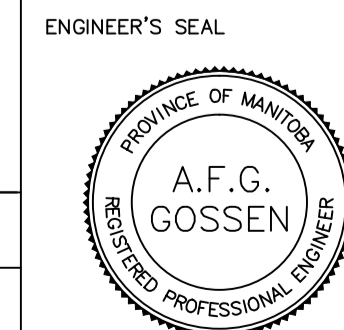 ENGINEER'S SEAL
PROVINCE OF MANITOBA
A.F.G.
GOSSEN
REGISTERED PROFESSIONAL ENGINEER